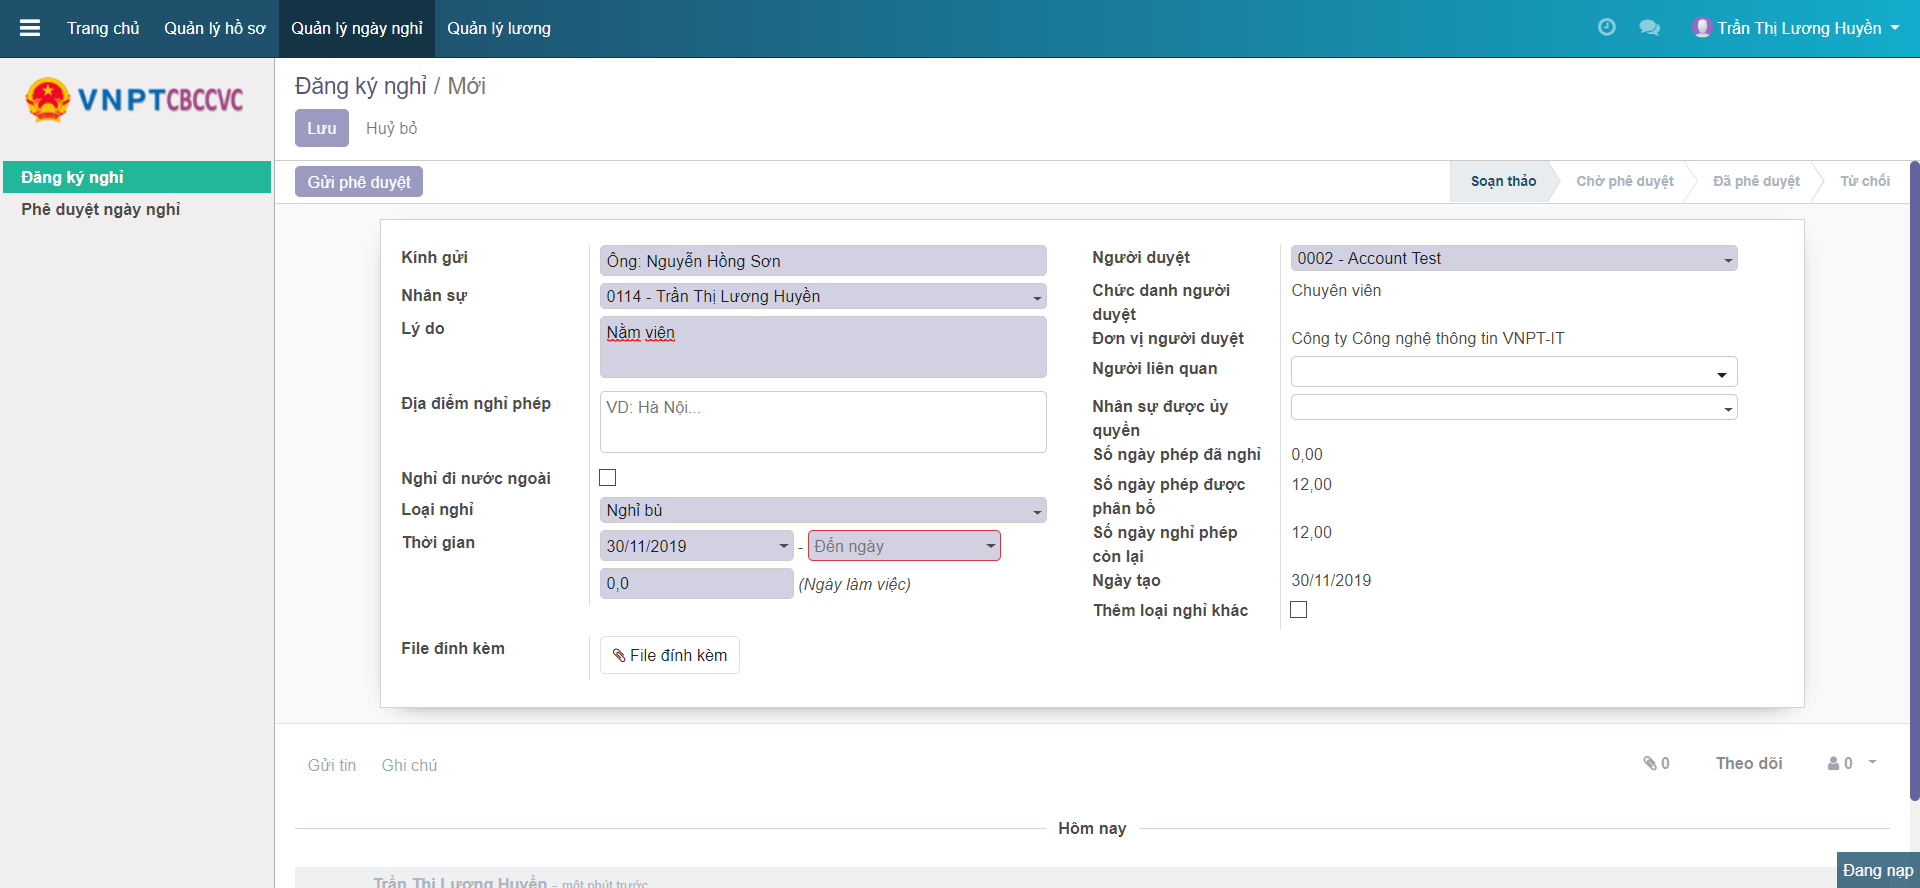 Trang chủ Quản lý hồ sơ Quản lý ngày nghỉ Quản lý lương Trần Thị Lương Huyền
VNPTCBCCVC
Đăng ký nghỉ
Phê duyệt ngày nghỉ
Đăng ký nghỉ / Mới
Lưu Huỷ bỏ
Gửi phê duyệt Soạn thảo Chờ phê duyệt Đã phê duyệt Từ chối
Kính gửi Ông: Nguyễn Hồng Sơn
Nhân sự 0114 - Trần Thị Lương Huyền
Lý do Nằm viện
Địa điểm nghỉ phép VD: Hà Nội...
Nghỉ đi nước ngoài
Loại nghỉ Nghỉ bù
Thời gian 30/11/2019 - Đến ngày
0,0 (Ngày làm việc)
File đính kèm File đính kèm
Người duyệt 0002 - Account Test
Chức danh người duyệt Chuyên viên
Đơn vị người duyệt Công ty Công nghệ thông tin VNPT-IT
Người liên quan
Nhân sự được ủy quyền
Số ngày phép đã nghỉ 0,00
Số ngày phép được phân bổ 12,00
Số ngày nghỉ phép còn lại 12,00
Ngày tạo 30/11/2019
Thêm loại nghỉ khác
Gửi tin Ghi chú 0 Theo dõi 0
Hôm nay
Trần Thị Lương Huyền - một phút trước
Đang nạp